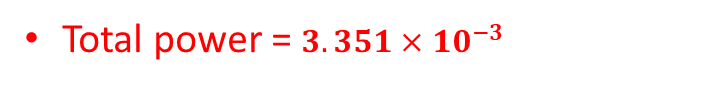 • Total power = 3.351 × 10⁻³